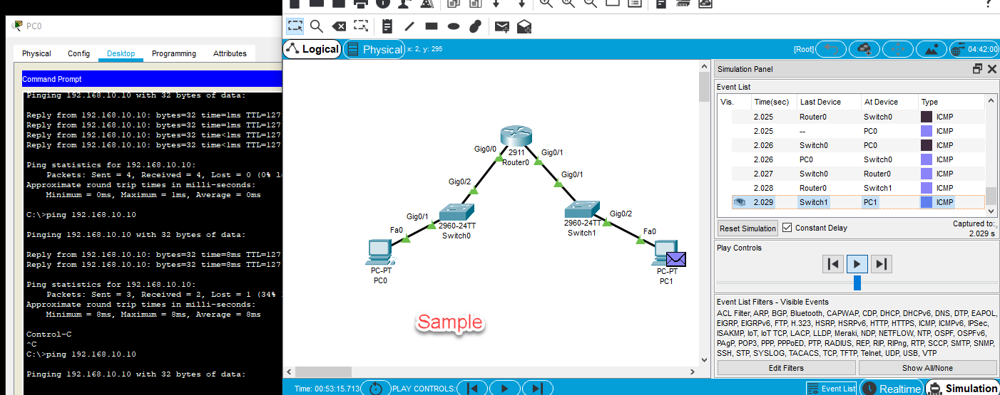 PC0
Physical Config Desktop Programming Attributes
Command Prompt
Pinging 192.168.10.10 with 32 bytes of data:
Reply from 192.168.10.10: bytes=32 time=1ms TTL=127
Reply from 192.168.10.10: bytes=32 time=1ms TTL=127
Reply from 192.168.10.10: bytes=32 time<1ms TTL=127
Reply from 192.168.10.10: bytes=32 time<1ms TTL=127
Ping statistics for 192.168.10.10:
Packets: Sent = 4, Received = 4, Lost = 0 (0%
Approximate round trip times in milli-seconds:
Minimum = 0ms, Maximum = 1ms, Average = 0ms
C:\>ping 192.168.10.10
Pinging 192.168.10.10 with 32 bytes of data:
Reply from 192.168.10.10: bytes=32 time=8ms TTL=127
Reply from 192.168.10.10: bytes=32 time=8ms TTL=127
Ping statistics for 192.168.10.10:
Packets: Sent = 3, Received = 2, Lost = 1 (34%
Approximate round trip times in milli-seconds:
Minimum = 8ms, Maximum = 8ms, Average = 8ms
Control-C
^C
C:\>ping 192.168.10.10
Pinging 192.168.10.10 with 32 bytes of data:
Logical Physical x: 2, y: 295 [Root] 04:42:00
Gig0/0 2911 Router0 Gig0/1
Gig0/2 Gig0/1
Gig0/1 2960-24TT Switch0
2960-24TT Switch1 Gig0/2
Fa0 PC-PT PC0
Fa0 PC-PT PC1
Sample
Simulation Panel
Event List
Vis. Time(sec) Last Device At Device Type
2.025 Router0 Switch0 ICMP
2.025 -- PC0 ICMP
2.026 Switch0 PC0 ICMP
2.026 PC0 Switch0 ICMP
2.027 Switch0 Router0 ICMP
2.028 Router0 Switch1 ICMP
2.029 Switch1 PC1 ICMP
Reset Simulation Constant Delay Captured to:
2.029 s
Play Controls
Event List Filters - Visible Events
ACL Filter, ARP, BGP, Bluetooth, CAPWAP, CDP, DHCP, DHCPv6, DNS, DTP, EAPOL,
EIGRP, EIGRPv6, FTP, H.323, HSRP, HSRPv6, HTTP, HTTPS, ICMP, ICMPv6, IPSec,
ISAKMP, IoT, IoT TCP, LACP, LLDP, Meraki, NDP, NETFLOW, NTP, OSPF, OSPFv6,
PAgP, POP3, PPP, PPPoED, PTP, RADIUS, REP, RIP, RIPng, RTP, SCCP, SMTP, SNMP,
SSH, STP, SYSLOG, TACACS, TCP, TFTP, Telnet, UDP, USB, VTP
Edit Filters Show All/None
Time: 00:53:15.713 PLAY CONTROLS: Event List Realtime Simulation